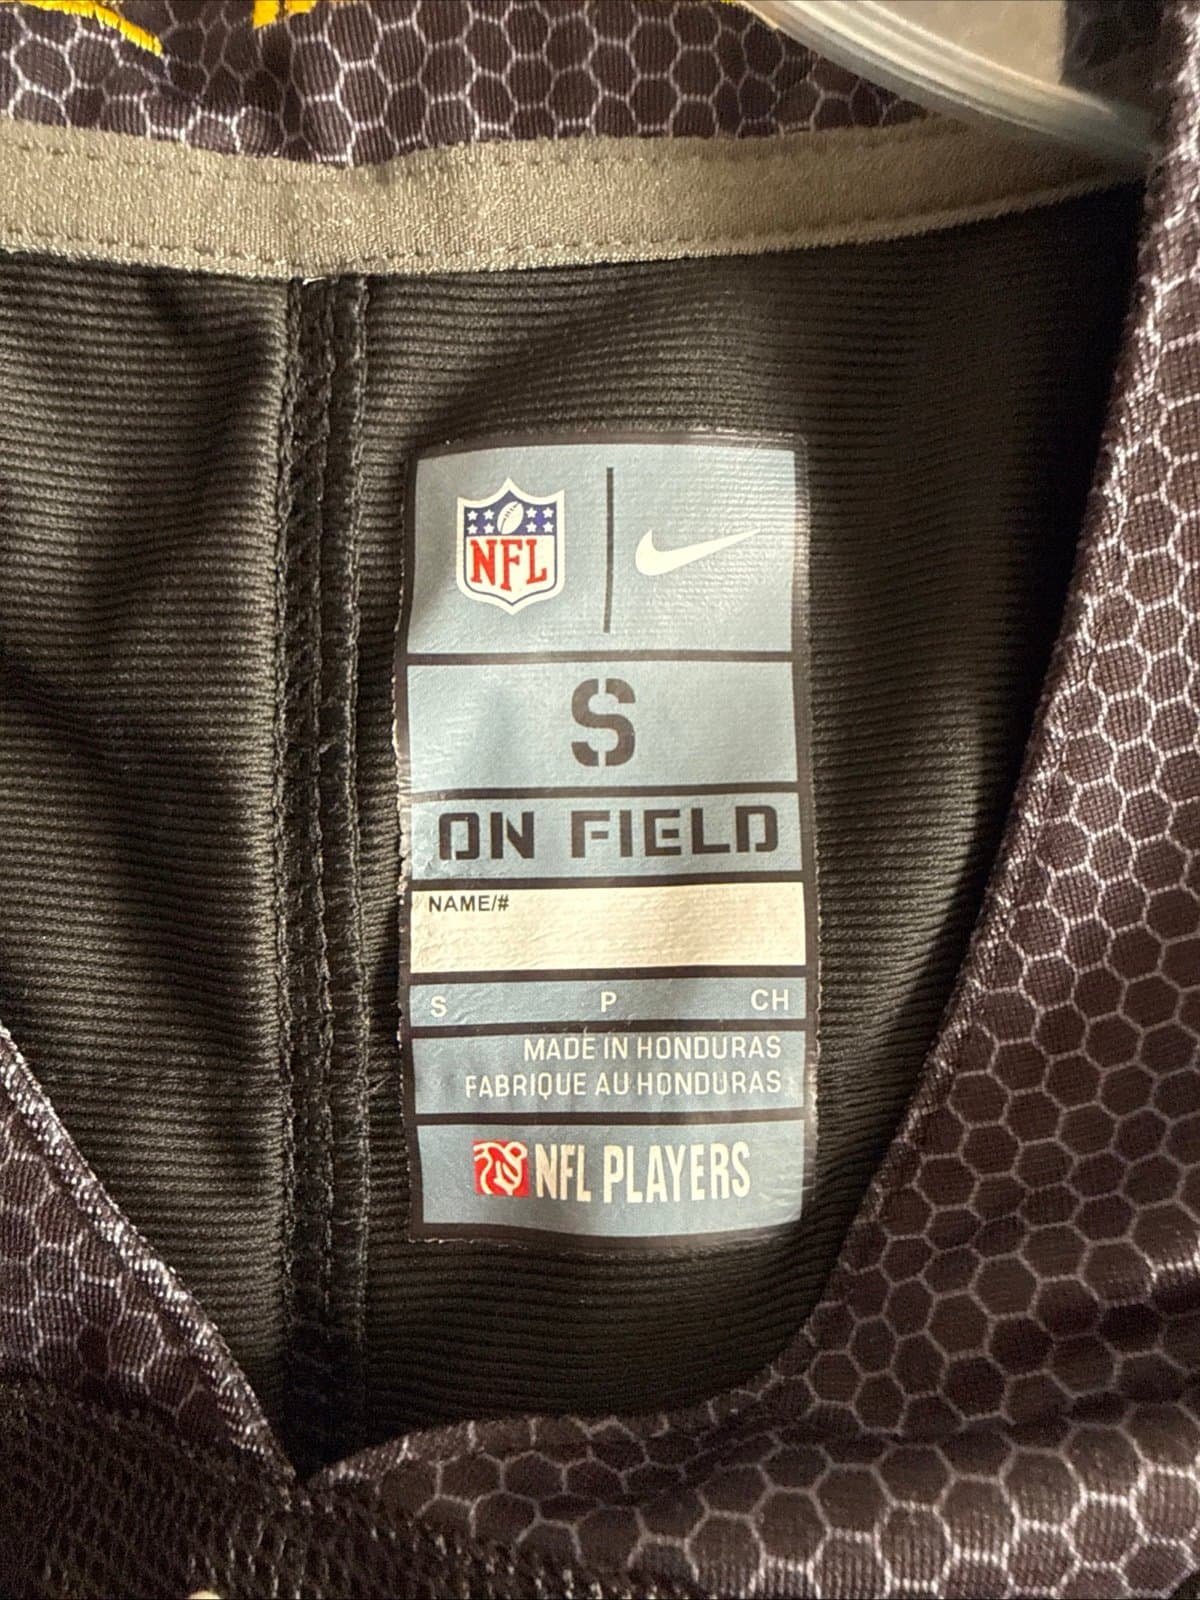 NFL
S
ON FIELD
NAME/#
S P CH
MADE IN HONDURAS
FABRIQUE AU HONDURAS
NFL PLAYERS